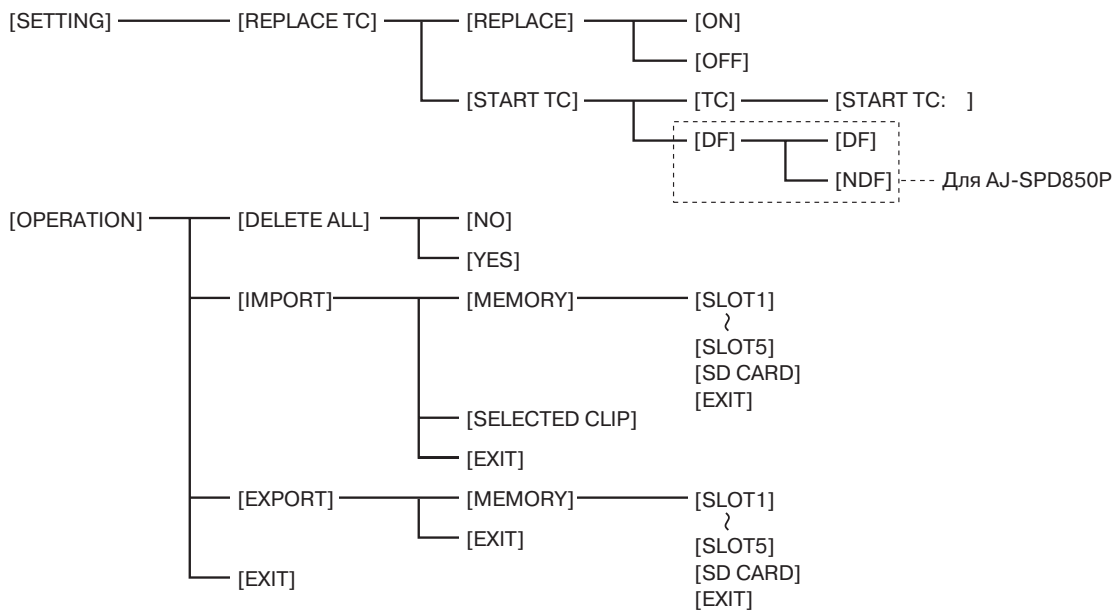 [SETTING] [REPLACE TC] [REPLACE] [ON]
[OFF]
[START TC] [TC] [START TC: ]
[DF] [DF]
[NDF] Для AJ-SPD850P
[OPERATION] [DELETE ALL] [NO]
[YES]
[IMPORT] [MEMORY] [SLOT1]
~
[SLOT5]
[SD CARD]
[EXIT]
[SELECTED CLIP]
[EXIT]
[EXPORT] [MEMORY] [SLOT1]
~
[EXIT] [SLOT5]
[SD CARD]
[EXIT] [EXIT]